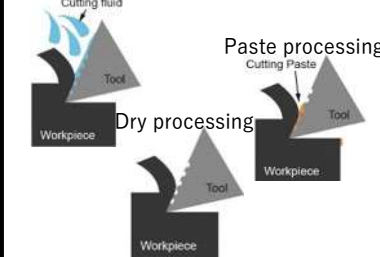 Cutting fluid
Tool
Workpiece
Paste processing
Cutting Paste
Tool
Workpiece
Dry processing
Tool
Workpiece